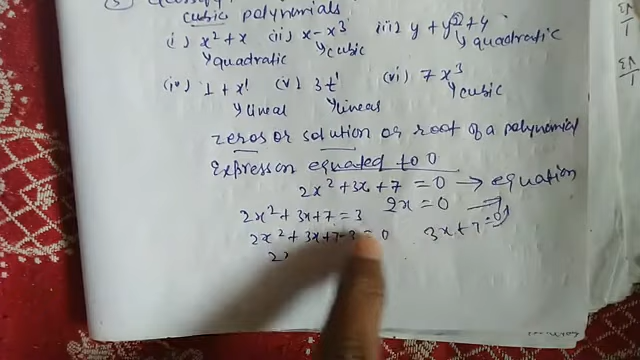 cubic polynomials
(i) x² + x (ii) x - x³ (iii) y + y² + 4
quadratic cubic quadratic
(iv) 1 + x¹ (v) 3t¹ (vi) 7x³
linear linear cubic
zeros or solution or root of a polynomial
Expression equated to 0
2x² + 3x + 7 = 0 → equation
2x² + 3x + 7 = 3 2x = 0
2x² + 3x + 7 - 3 = 0 3x + 7 = 0